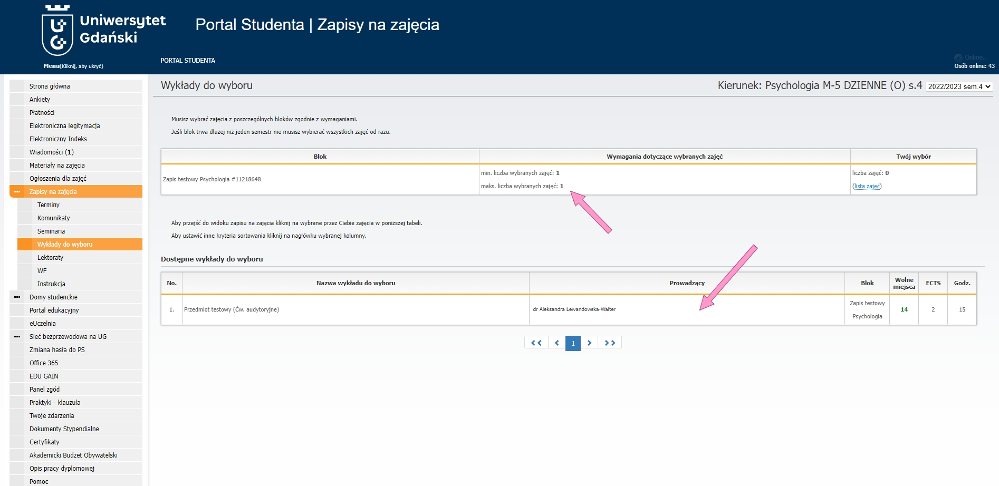 Uniwersytet
Gdański
Portal Studenta | Zapisy na zajęcia
Menu(Kliknij, aby ukryć)
PORTAL STUDENTA
Online..
Osób online: 43
Strona główna
Ankiety
Płatności
Elektroniczna legitymacja
Elektroniczny Indeks
Wiadomości (1)
Materiały na zajęcia
Ogłoszenia dla zajęć
Zapisy na zajęcia
Terminy
Komunikaty
Seminaria
Wykłady do wyboru
Lektoraty
WF
Instrukcja
Domy studenckie
Portal edukacyjny
eUczelnia
Sieć bezprzewodowa na UG
Zmiana hasła do PS
Office 365
EDU GAIN
Panel zgód
Praktyki - klauzula
Twoje zdarzenia
Dokumenty Stypendialne
Certyfikaty
Akademicki Budżet Obywatelski
Opis pracy dyplomowej
Pomoc
Wykłady do wyboru
Kierunek: Psychologia M-5 DZIENNE (O) s.4 2022/2023 sem.4
Musisz wybrać zajęcia z poszczególnych bloków zgodnie z wymaganiami.
Jeśli blok trwa dłuzej niż jeden semestr nie musisz wybierać wszystkich zajęć od razu.
Blok Wymagania dotyczące wybranych zajęć Twój wybór
Zapis testowy Psychologia #11218648
min. liczba wybranych zajęć: 1
maks. liczba wybranych zajęć: 1
liczba zajęć: 0
(lista zajęć)
Aby przejść do widoku zapisu na zajęcia kliknij na wybrane przez Ciebie zajęcia w poniższej tabeli.
Aby ustawić inne kryteria sortowania kliknij na nagłówku wybranej kolumny.
Dostępne wykłady do wyboru
No. Nazwa wykładu do wyboru Prowadzący Blok Wolne miejsca ECTS Godz.
1. Przedmiot testowy (Ćw. audytoryjne) dr Aleksandra Lewandowska-Walter Zapis testowy Psychologia 14 2 15
<< < 1 > >>